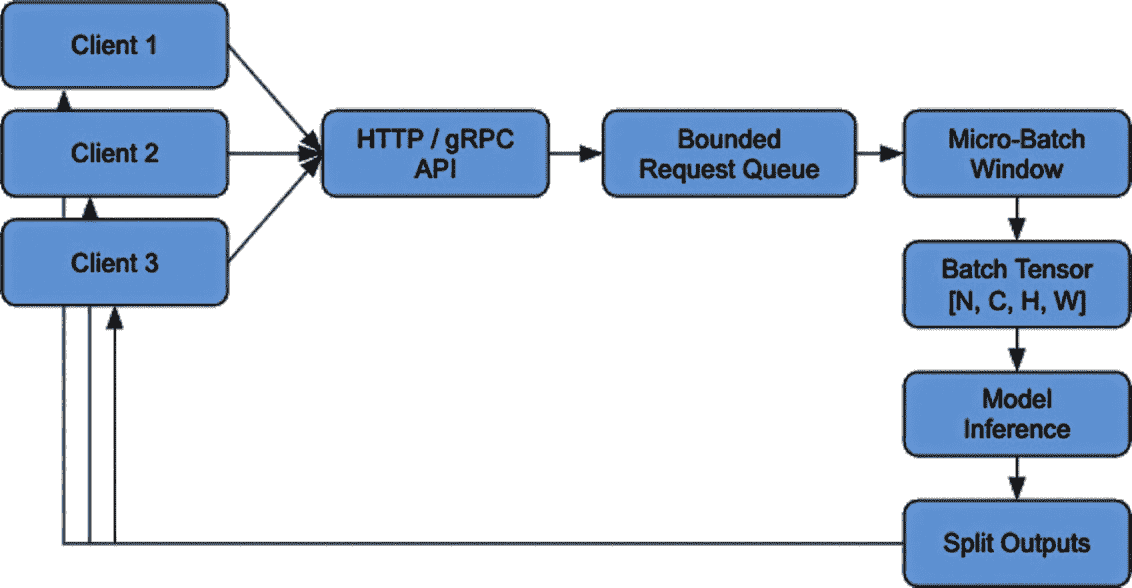 Client 1
Client 2
Client 3
HTTP / gRPC
API
Bounded
Request Queue
Micro-Batch
Window
Batch Tensor
[N, C, H, W]
Model
Inference
Split Outputs